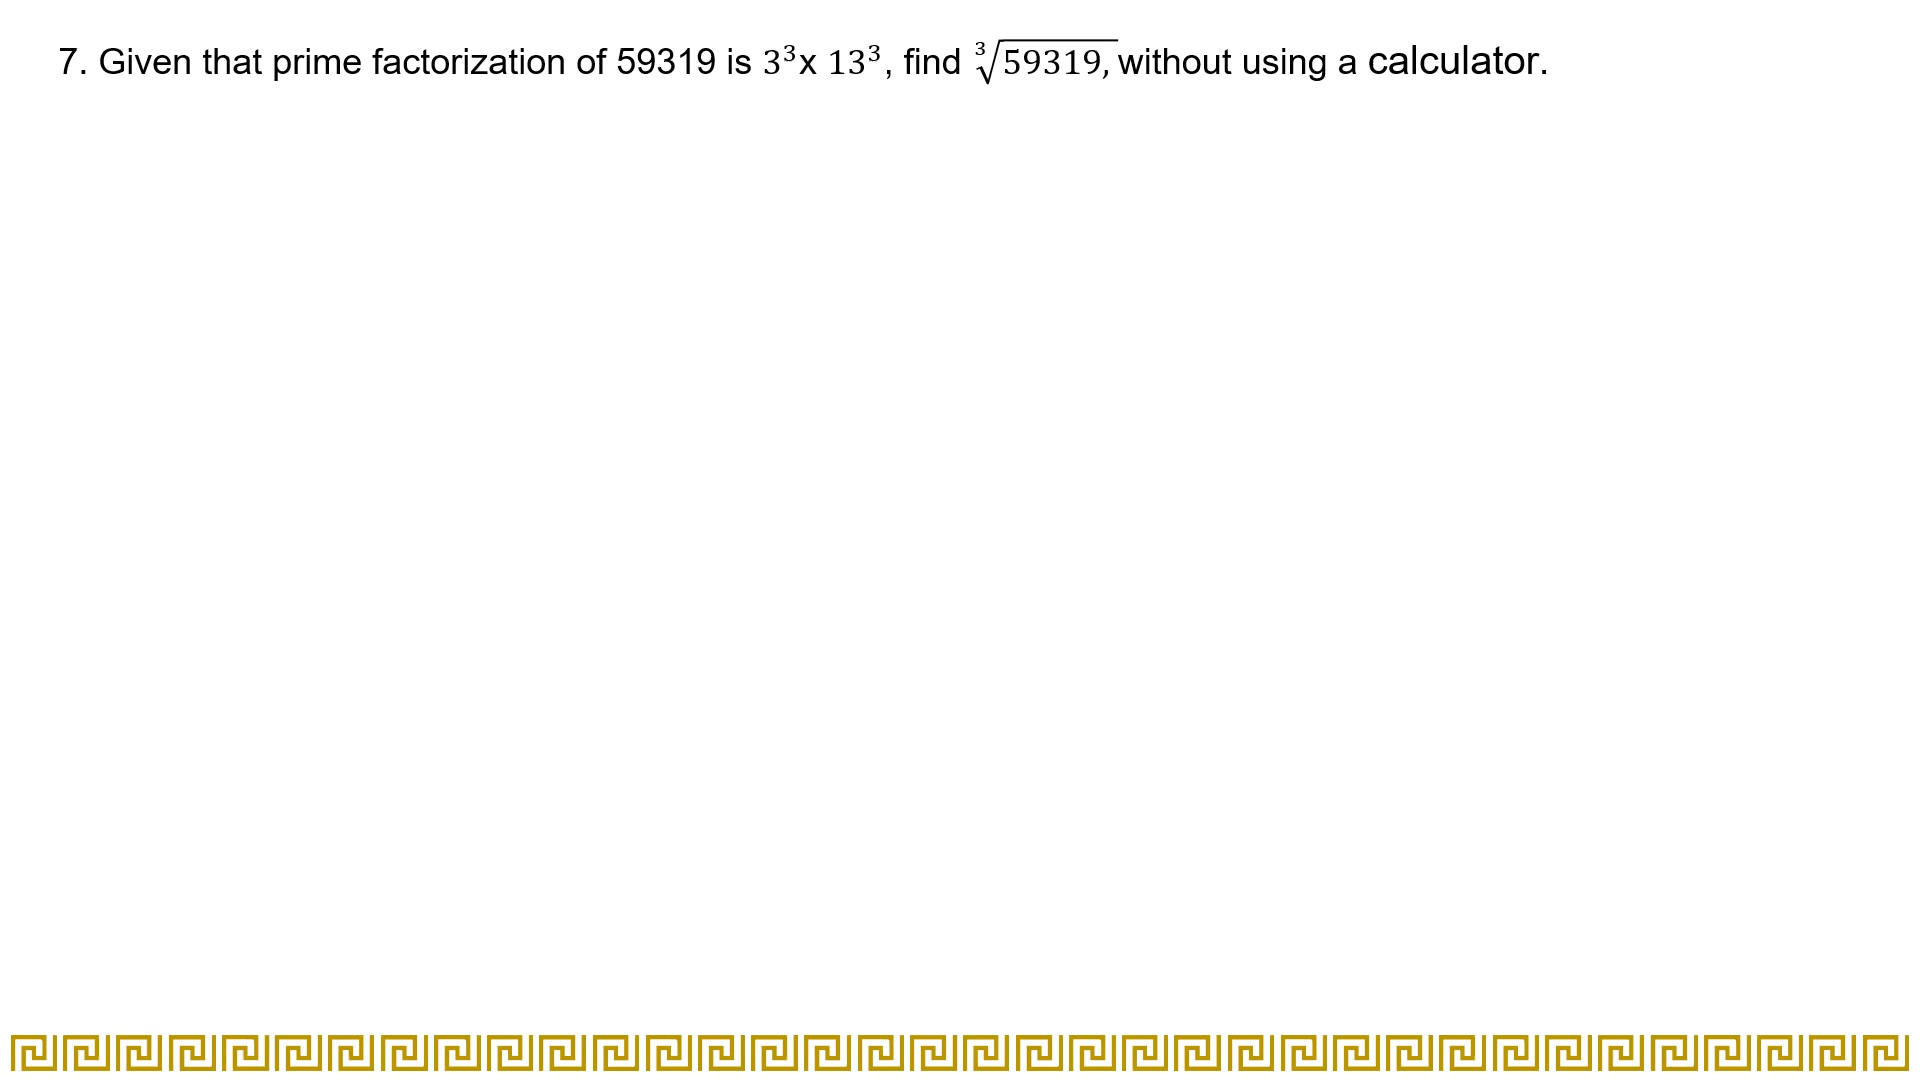 7. Given that prime factorization of 59319 is 3³x 13³, find ∛59319, without using a calculator.